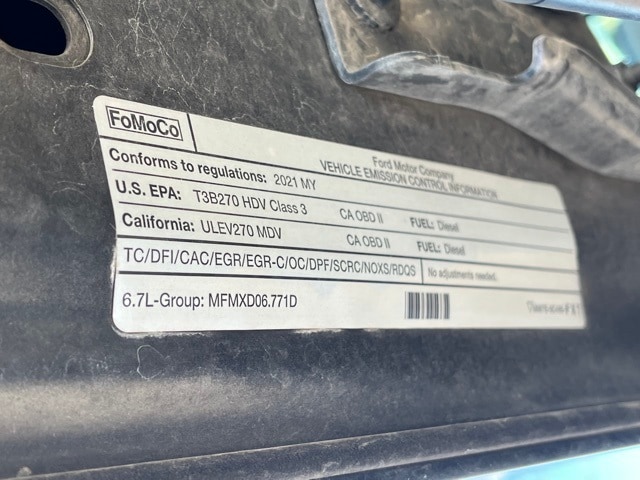 FoMoCo
Ford Motor Company
VEHICLE EMISSION CONTROL INFORMATION
Conforms to regulations: 2021 MY
U.S. EPA: T3B270 HDV Class 3 CA OBD II FUEL: Diesel
California: ULEV270 MDV CA OBD II FUEL: Diesel
TC/DFI/CAC/EGR/EGR-C/OC/DPF/SCRC/NOXS/RDQS No adjustments needed.
6.7L-Group: MFMXD06.771D